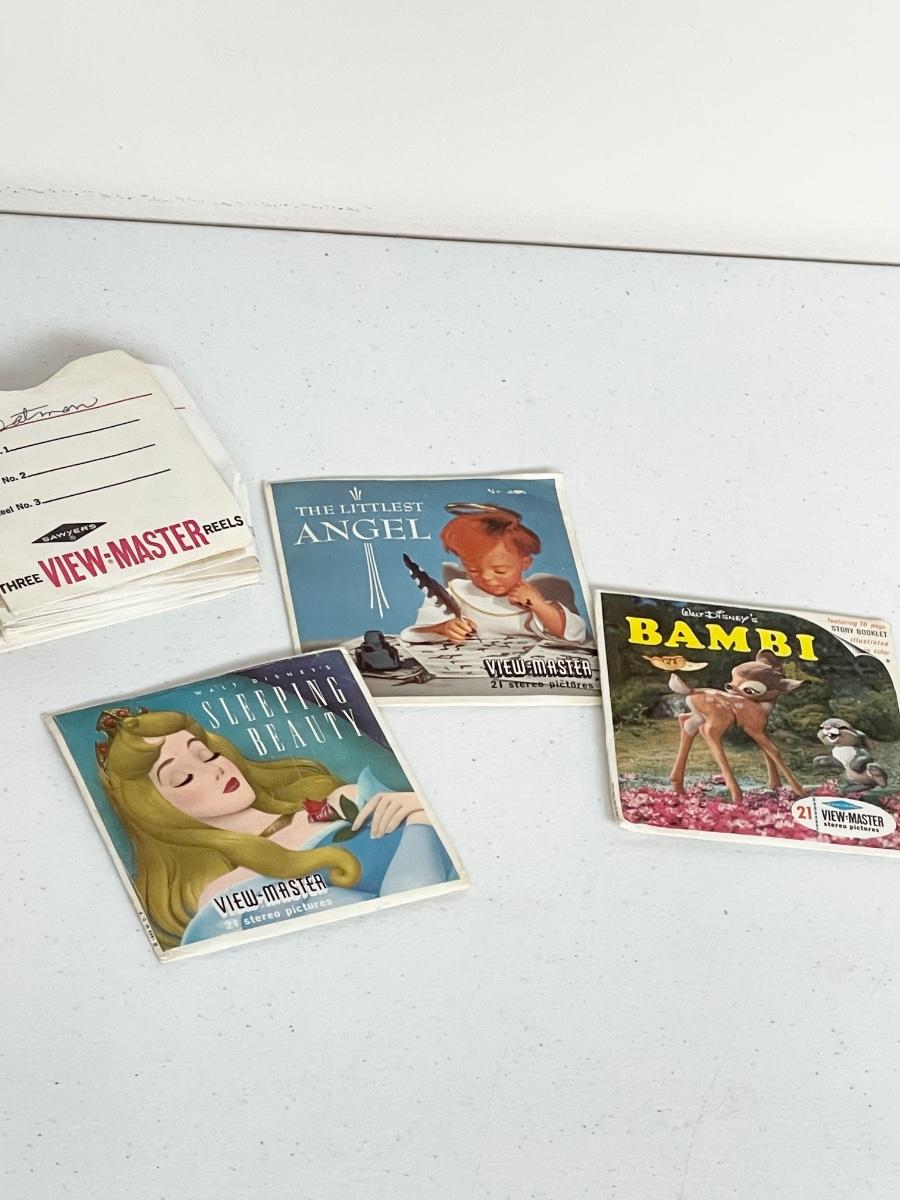 atman
1
No. 2
eel No. 3
SAWYER'S
THREE VIEW-MASTER REELS
THE LITTLEST
ANGEL
VIEW-MASTER
21 stereo pictures
WALT DISNEY'S
SLEEPING
BEAUTY
VIEW-MASTER
21 stereo pictures
WALT DISNEY'S
BAMBI
featuring 16 page
STORY BOOKLET
illustrated
in color
21 VIEW-MASTER
stereo pictures